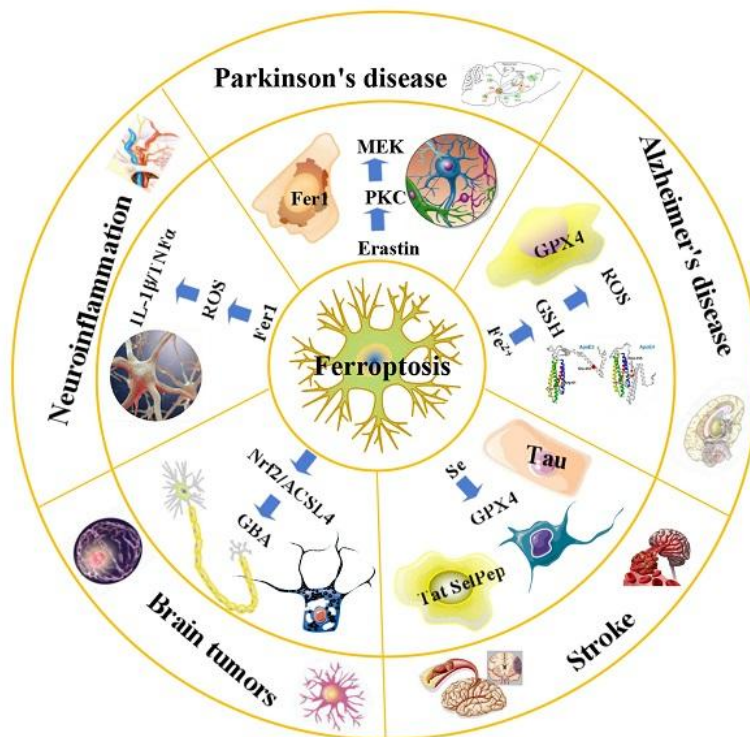 Parkinson's disease
MEK
PKC
Erastin
Fer1
Alzheimer's disease
GPX4
ROS
GSH
Fe2+
Neuroinflammation
IL-1β/TNFα
ROS
Fer1
Ferroptosis
Nrf2/ACSL4
GBA
Brain tumors
Se
Tau
GPX4
Tat SelPep
Stroke